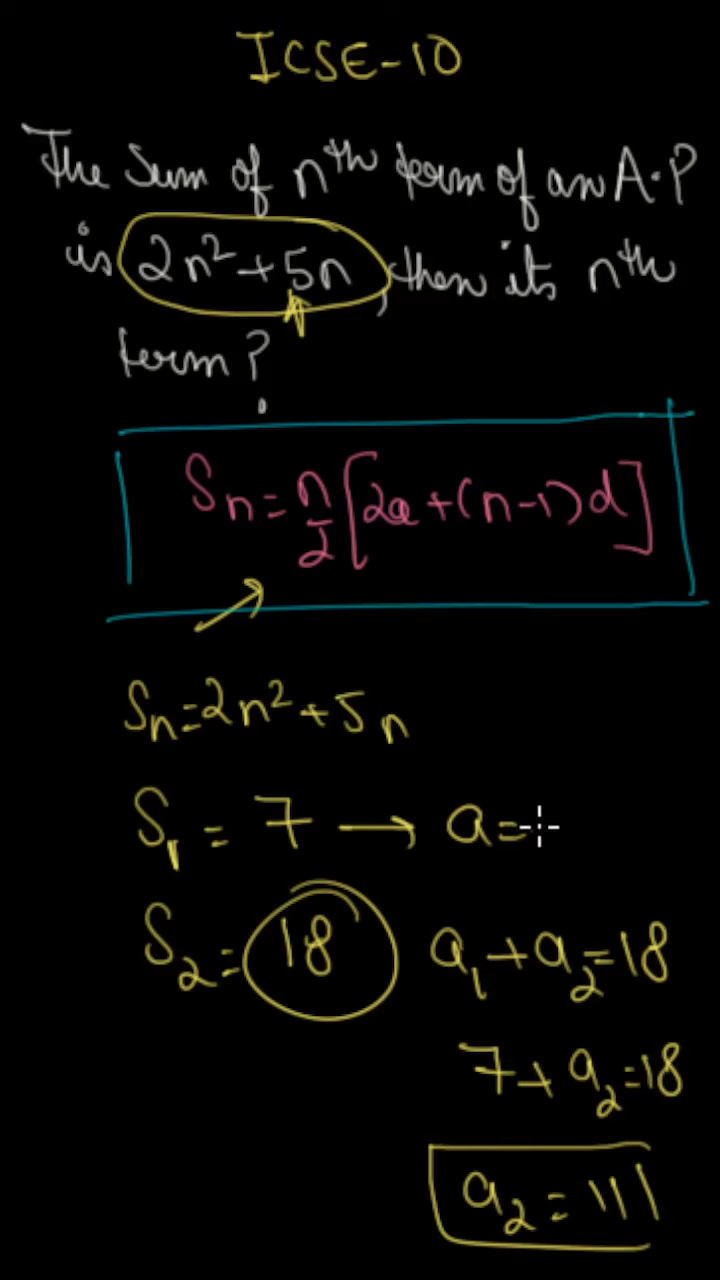 ICSE-10
The Sum of nᵗʰ term of an A.P
is 2n² + 5n, then its nᵗʰ
term?
Sₙ = n/2 [2a + (n-1)d]
Sₙ = 2n² + 5n
S₁ = 7 → a =
S₂ = 18 a₁ + a₂ = 18
7 + a₂ = 18
a₂ = 111